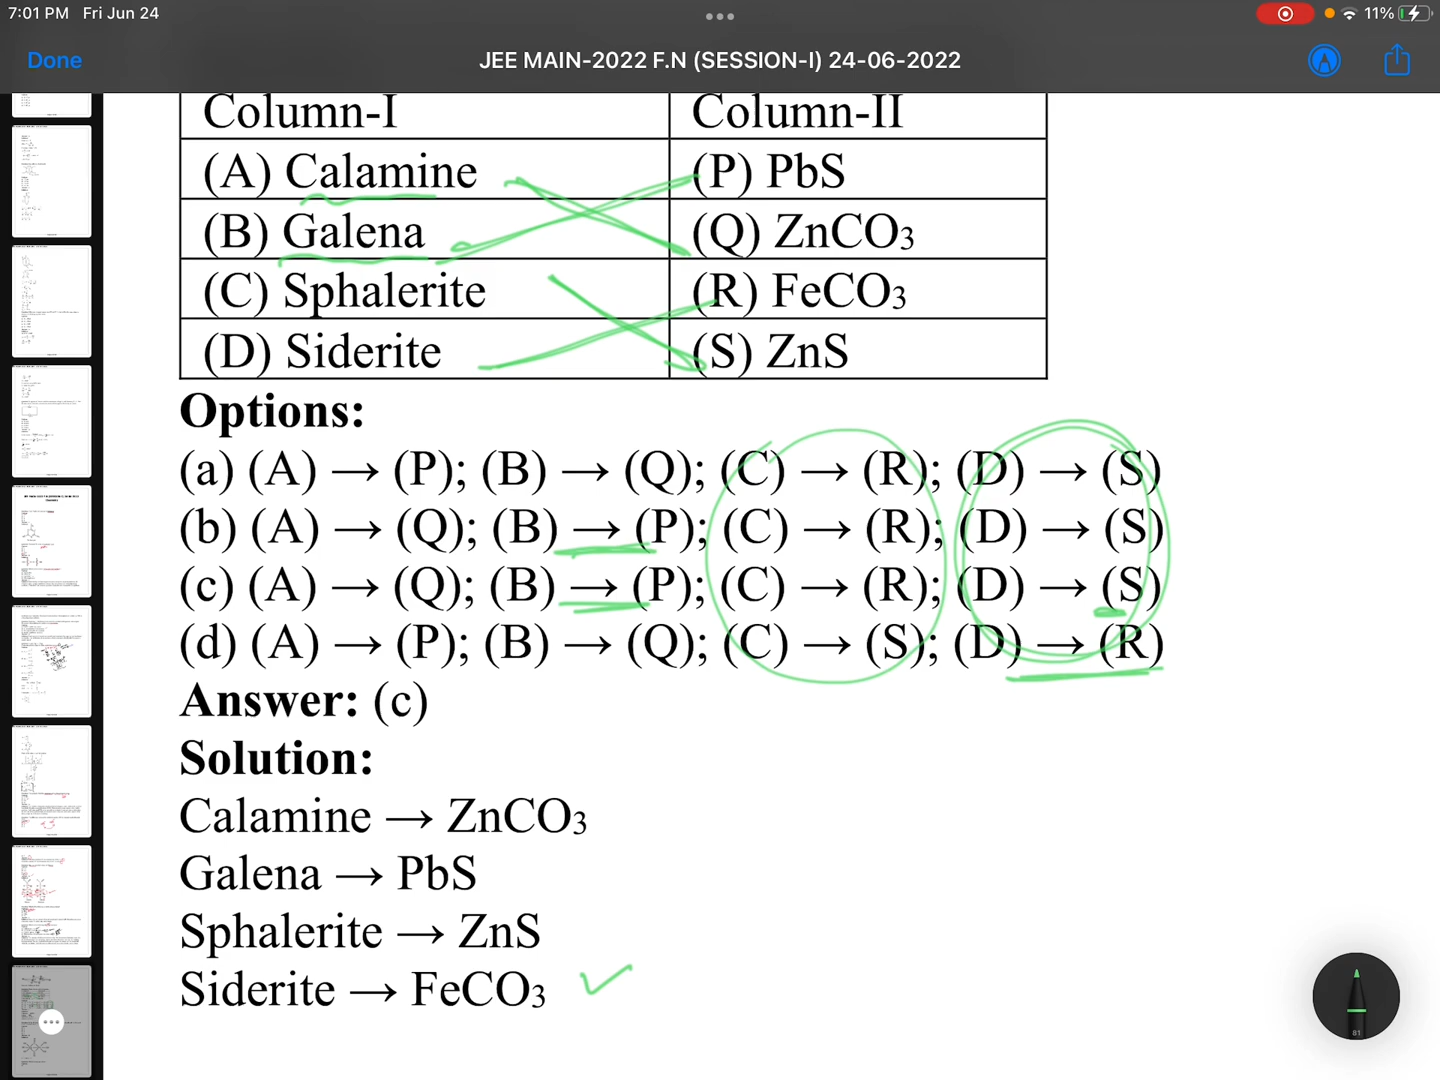 7:01 PM Fri Jun 24
11%
Done
JEE MAIN-2022 F.N (SESSION-I) 24-06-2022
Column-I Column-II
(A) Calamine (P) PbS
(B) Galena (Q) ZnCO3
(C) Sphalerite (R) FeCO3
(D) Siderite (S) ZnS
Options:
(a) (A) → (P); (B) → (Q); (C) → (R); (D) → (S)
(b) (A) → (Q); (B) → (P); (C) → (R); (D) → (S)
(c) (A) → (Q); (B) → (P); (C) → (R); (D) → (S)
(d) (A) → (P); (B) → (Q); (C) → (S); (D) → (R)
Answer: (c)
Solution:
Calamine → ZnCO3
Galena → PbS
Sphalerite → ZnS
Siderite → FeCO3
81